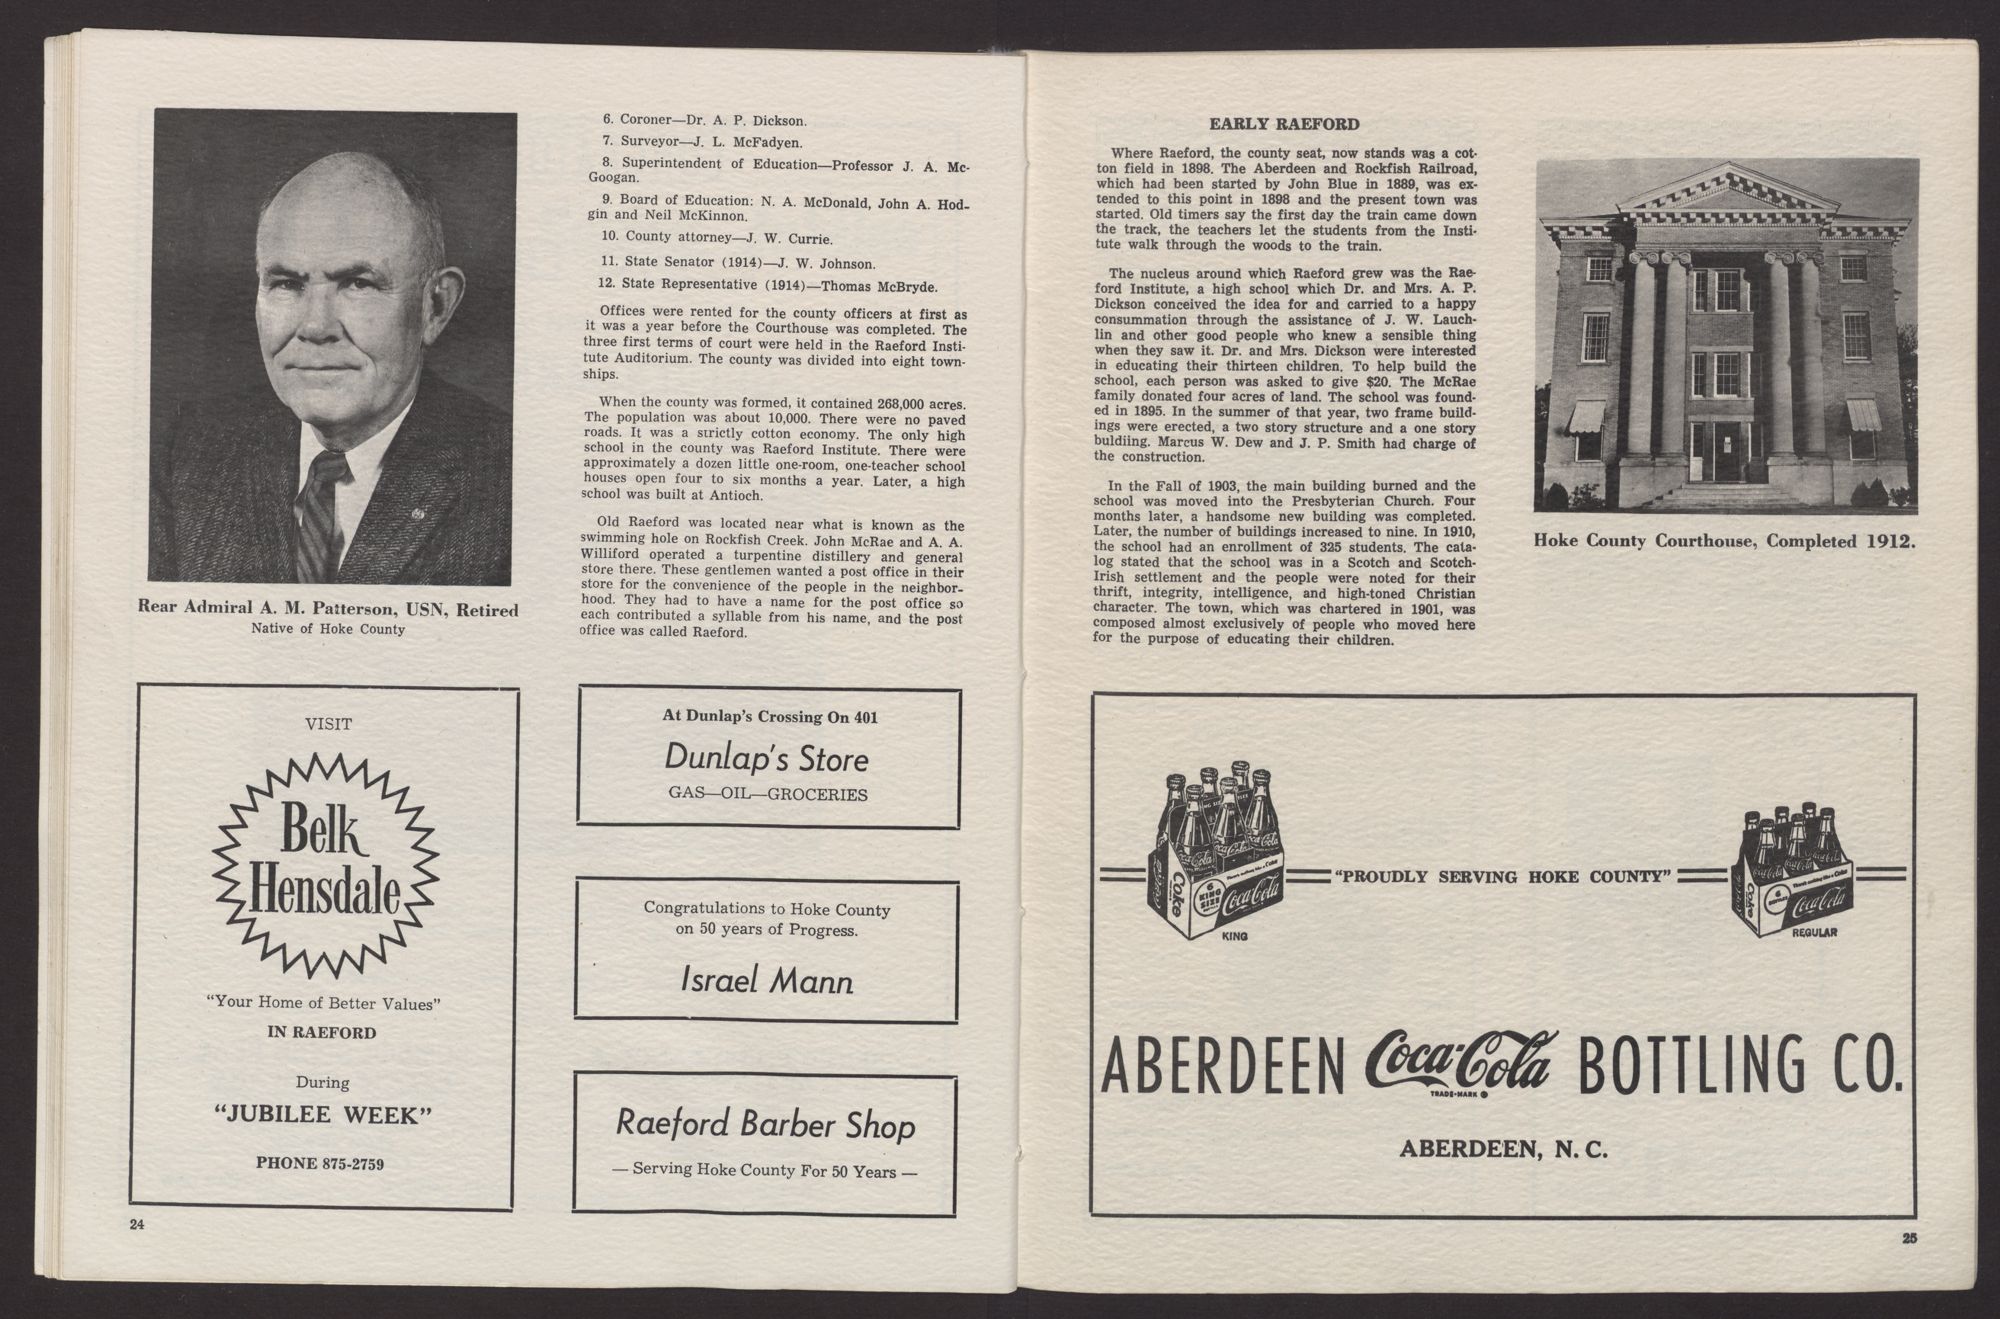 Rear Admiral A. M. Patterson, USN, Retired
Native of Hoke County
6. Coroner—Dr. A. P. Dickson.
7. Surveyor—J. L. McFadyen.
8. Superintendent of Education—Professor J. A. Mc-
Googan.
9. Board of Education: N. A. McDonald, John A. Hod-
gin and Neil McKinnon.
10. County attorney—J. W. Currie.
11. State Senator (1914)—J. W. Johnson.
12. State Representative (1914)—Thomas McBryde.
Offices were rented for the county officers at first as
it was a year before the Courthouse was completed. The
three first terms of court were held in the Raeford Insti-
tute Auditorium. The county was divided into eight town-
ships.
When the county was formed, it contained 268,000 acres.
The population was about 10,000. There were no paved
roads. It was a strictly cotton economy. The only high
school in the county was Raeford Institute. There were
approximately a dozen little one-room, one-teacher school
houses open four to six months a year. Later, a high
school was built at Antioch.
Old Raeford was located near what is known as the
swimming hole on Rockfish Creek. John McRae and A. A.
Williford operated a turpentine distillery and general
store there. These gentlemen wanted a post office in their
store for the convenience of the people in the neighbor-
hood. They had to have a name for the post office so
each contributed a syllable from his name, and the post
office was called Raeford.
VISIT
Belk
Hensdale
"Your Home of Better Values"
IN RAEFORD
During
"JUBILEE WEEK"
PHONE 875-2759
At Dunlap's Crossing On 401
Dunlap's Store
GAS—OIL—GROCERIES
Congratulations to Hoke County
on 50 years of Progress.
Israel Mann
Raeford Barber Shop
— Serving Hoke County For 50 Years —
24
EARLY RAEFORD
Where Raeford, the county seat, now stands was a cot-
ton field in 1898. The Aberdeen and Rockfish Railroad,
which had been started by John Blue in 1889, was ex-
tended to this point in 1898 and the present town was
started. Old timers say the first day the train came down
the track, the teachers let the students from the Insti-
tute walk through the woods to the train.
The nucleus around which Raeford grew was the Rae-
ford Institute, a high school which Dr. and Mrs. A. P.
Dickson conceived the idea for and carried to a happy
consummation through the assistance of J. W. Lauch-
lin and other good people who knew a sensible thing
when they saw it. Dr. and Mrs. Dickson were interested
in educating their thirteen children. To help build the
school, each person was asked to give $20. The McRae
family donated four acres of land. The school was found-
ed in 1895. In the summer of that year, two frame build-
ings were erected, a two story structure and a one story
buldiing. Marcus W. Dew and J. P. Smith had charge of
the construction.
In the Fall of 1903, the main building burned and the
school was moved into the Presbyterian Church. Four
months later, a handsome new building was completed.
Later, the number of buildings increased to nine. In 1910,
the school had an enrollment of 325 students. The cata-
log stated that the school was in a Scotch and Scotch-
Irish settlement and the people were noted for their
thrift, integrity, intelligence, and high-toned Christian
character. The town, which was chartered in 1901, was
composed almost exclusively of people who moved here
for the purpose of educating their children.
Hoke County Courthouse, Completed 1912.
Coke
6
KING
SIZE
Coca-Cola
KING
"PROUDLY SERVING HOKE COUNTY"
Coke
6
Coca-Cola
REGULAR
ABERDEEN Coca-Cola BOTTLING CO.
TRADE-MARK ®
ABERDEEN, N. C.
25